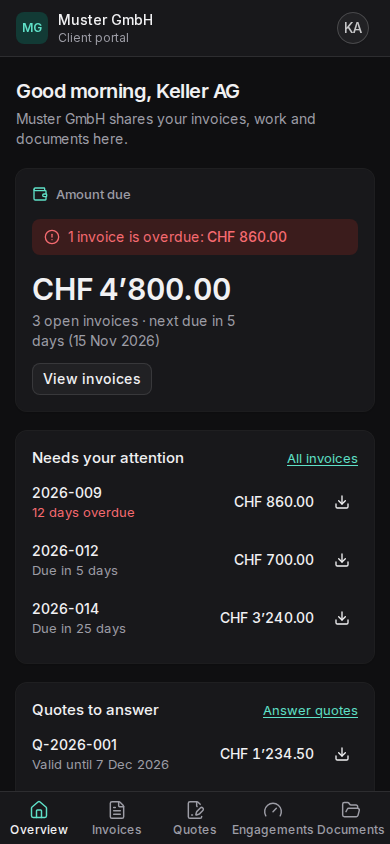 MG
Muster GmbH
Client portal
KA
Good morning, Keller AG
Muster GmbH shares your invoices, work and
documents here.
Amount due
1 invoice is overdue: CHF 860.00
CHF 4’800.00
3 open invoices · next due in 5
days (15 Nov 2026)
View invoices
Needs your attention
All invoices
2026-009
12 days overdue
CHF 860.00
2026-012
Due in 5 days
CHF 700.00
2026-014
Due in 25 days
CHF 3’240.00
Quotes to answer
Answer quotes
Q-2026-001
Valid until 7 Dec 2026
CHF 1’234.50
Overview
Invoices
Quotes
Engagements
Documents